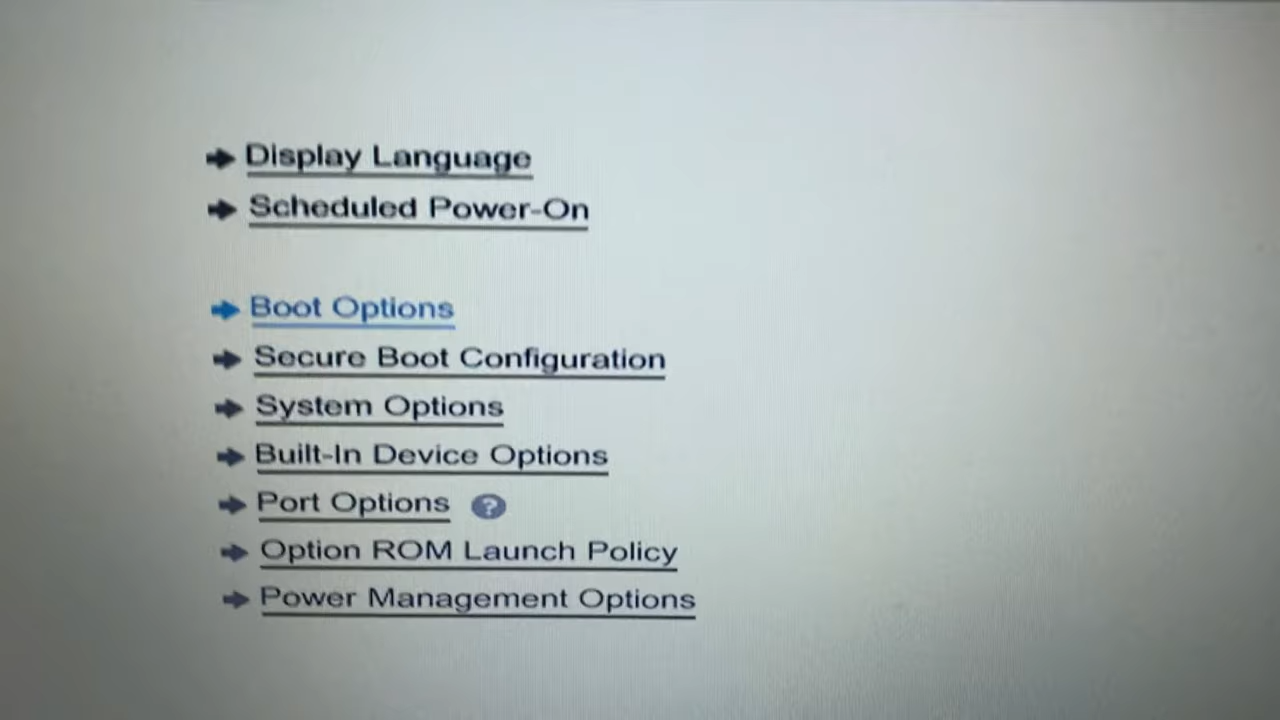 Display Language
Scheduled Power-On
Boot Options
Secure Boot Configuration
System Options
Built-In Device Options
Port Options ?
Option ROM Launch Policy
Power Management Options